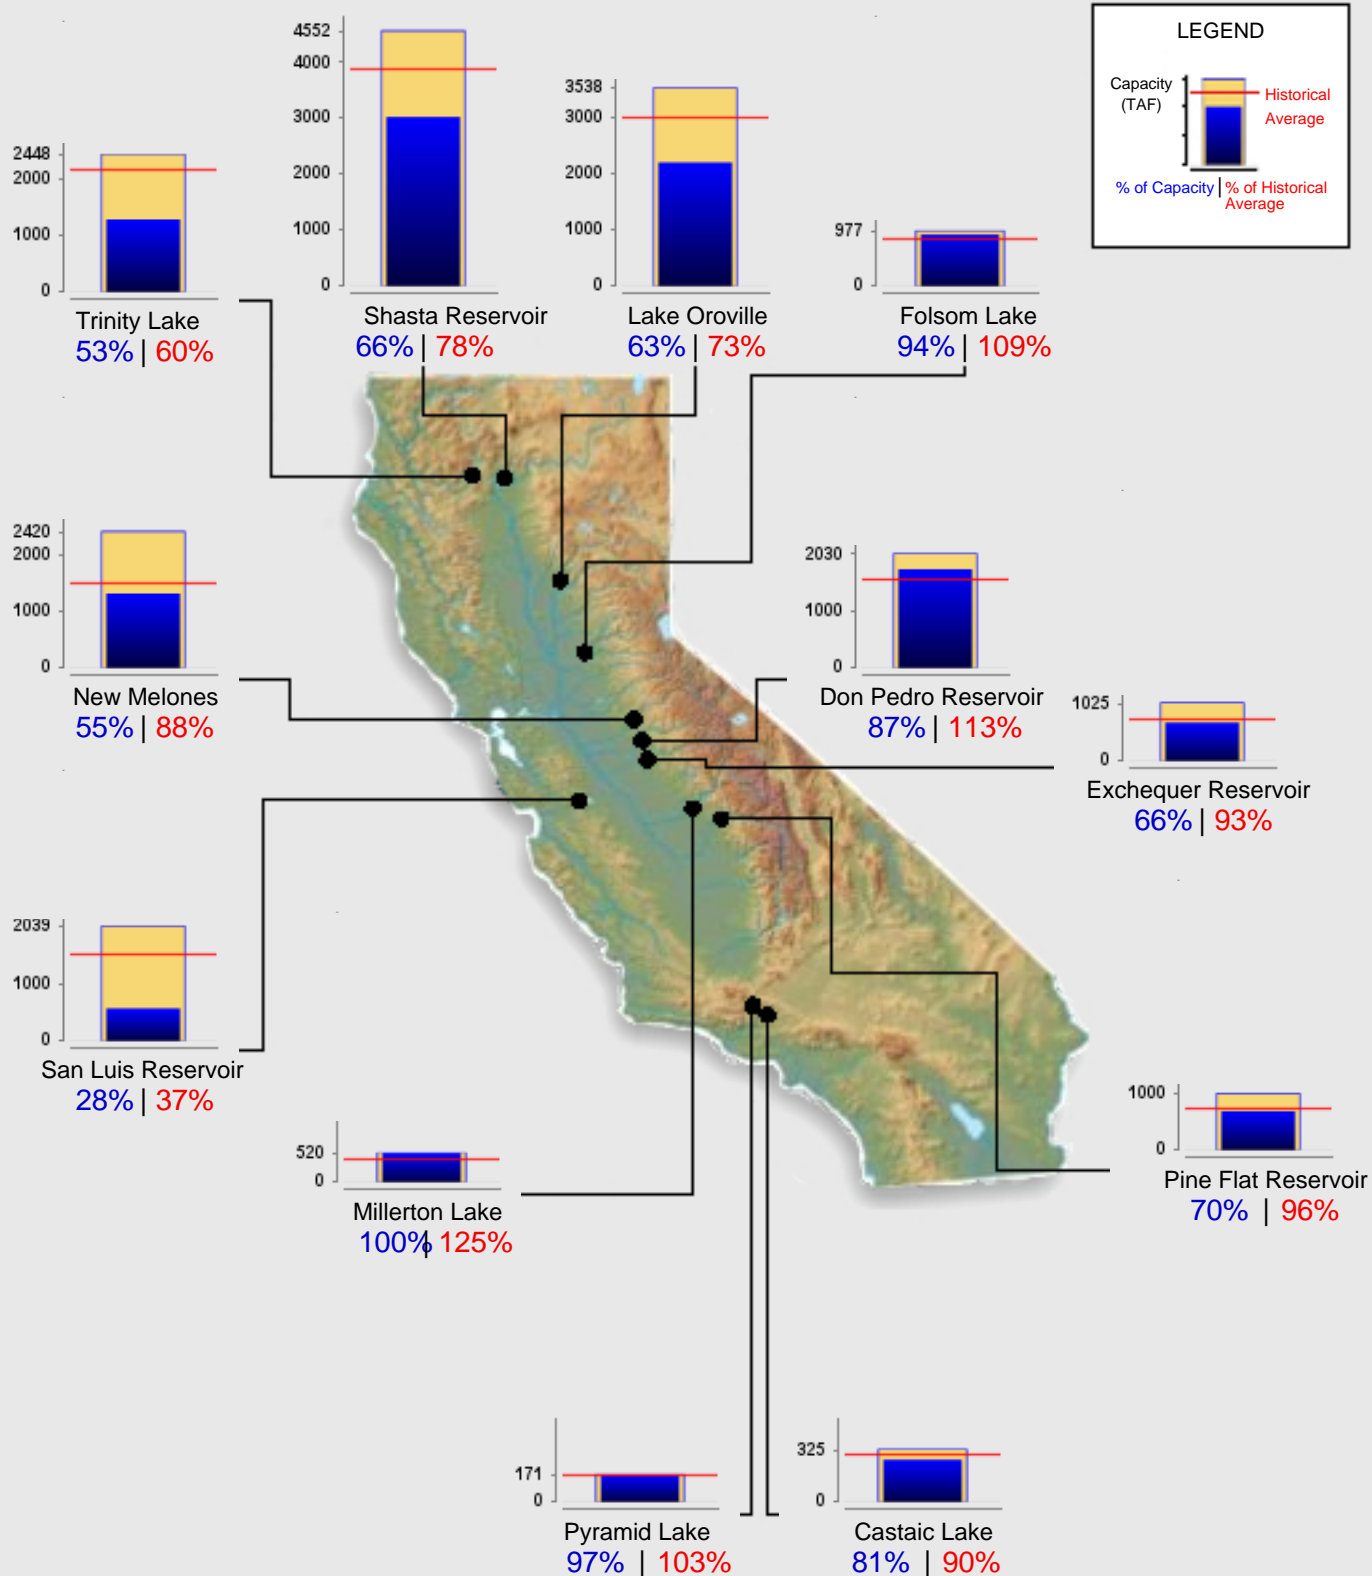 LEGEND
Capacity
(TAF)
Historical
Average
% of Capacity | % of Historical
Average
4552
4000
3000
2000
1000
0
Shasta Reservoir
66% | 78%
3538
3000
2000
1000
0
Lake Oroville
63% | 73%
2448
2000
1000
0
Trinity Lake
53% | 60%
977
0
Folsom Lake
94% | 109%
2420
2000
1000
0
New Melones
55% | 88%
2030
1000
0
Don Pedro Reservoir
87% | 113%
1025
0
Exchequer Reservoir
66% | 93%
2039
1000
0
San Luis Reservoir
28% | 37%
520
0
Millerton Lake
100% | 125%
1000
0
Pine Flat Reservoir
70% | 96%
171
0
Pyramid Lake
97% | 103%
325
0
Castaic Lake
81% | 90%